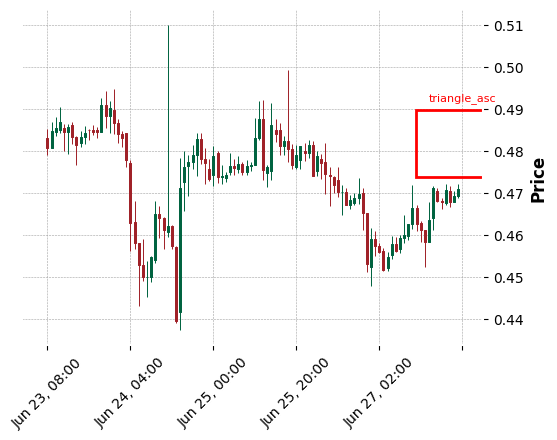 0.51
0.50
triangle_asc
0.49
0.48
0.47
0.46
0.45
0.44
Price
Jun 23, 08:00
Jun 24, 04:00
Jun 25, 00:00
Jun 25, 20:00
Jun 27, 02:00